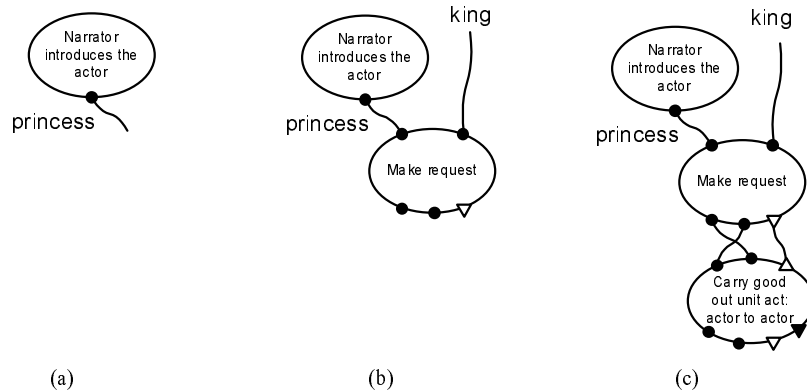 Narrator
introduces the
actor
princess
(a)
king
Narrator
introduces the
actor
princess
Make request
(b)
king
Narrator
introduces the
actor
princess
Make request
Carry good
out unit act:
actor to actor
(c)